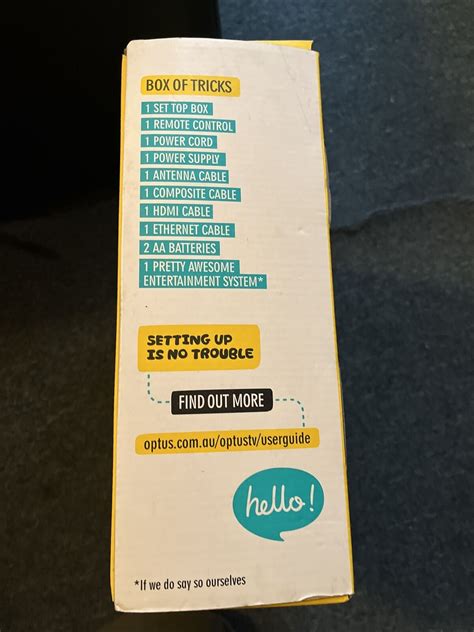 BOX OF TRICKS
1 SET TOP BOX
1 REMOTE CONTROL
1 POWER CORD
1 POWER SUPPLY
1 ANTENNA CABLE
1 COMPOSITE CABLE
1 HDMI CABLE
1 ETHERNET CABLE
2 AA BATTERIES
1 PRETTY AWESOME
ENTERTAINMENT SYSTEM*
SETTING UP
IS NO TROUBLE
FIND OUT MORE
optus.com.au/optustv/userguide
hello!
*If we do say so ourselves